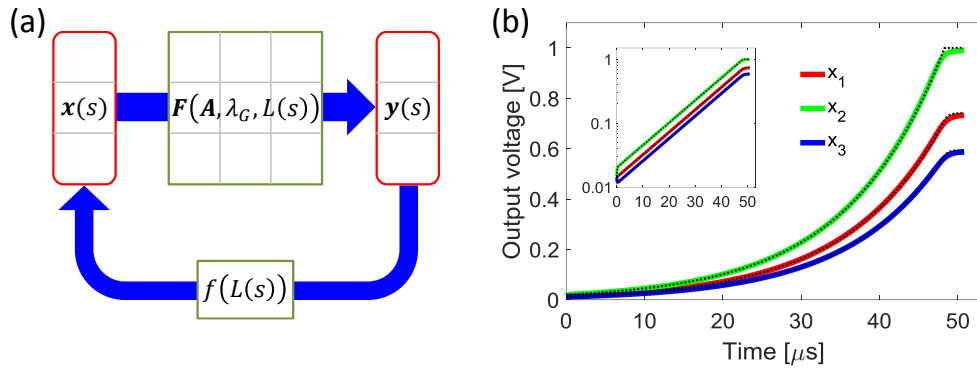 (a)
x(s)
F(A, λ_G, L(s))
y(s)
f(L(s))
(b)
Output voltage [V]
1
0.8
0.6
0.4
0.2
0
1
0.1
0.01
0 10 20 30 40 50
x_1
x_2
x_3
0 10 20 30 40 50
Time [μs]